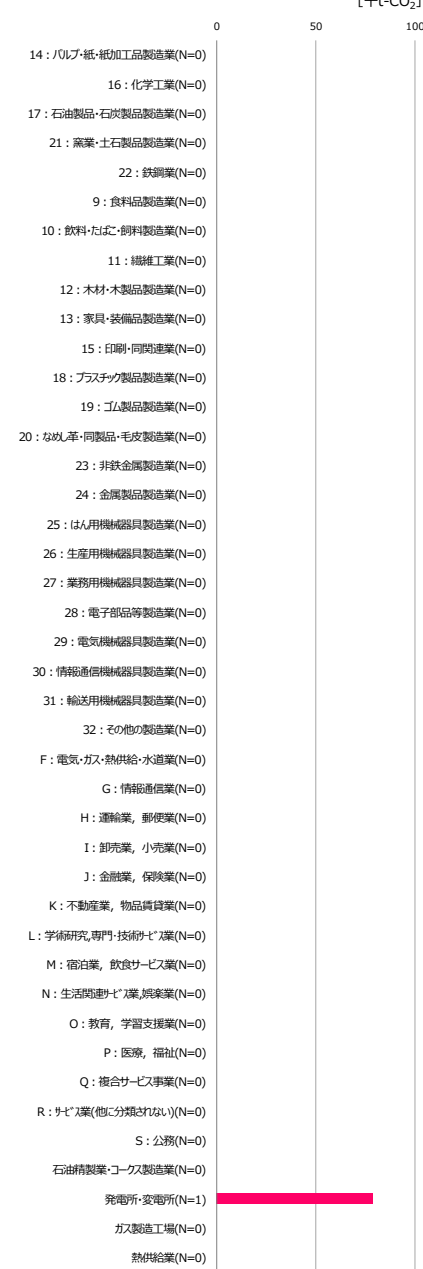 [千t-CO₂]
0 50 100
14：パルプ・紙・紙加工品製造業(N=0)
16：化学工業(N=0)
17：石油製品・石炭製品製造業(N=0)
21：窯業・土石製品製造業(N=0)
22：鉄鋼業(N=0)
9：食料品製造業(N=0)
10：飲料・たばこ・飼料製造業(N=0)
11：繊維工業(N=0)
12：木材・木製品製造業(N=0)
13：家具・装備品製造業(N=0)
15：印刷・同関連業(N=0)
18：プラスチック製品製造業(N=0)
19：ゴム製品製造業(N=0)
20：なめし革・同製品・毛皮製造業(N=0)
23：非鉄金属製造業(N=0)
24：金属製品製造業(N=0)
25：はん用機械器具製造業(N=0)
26：生産用機械器具製造業(N=0)
27：業務用機械器具製造業(N=0)
28：電子部品等製造業(N=0)
29：電気機械器具製造業(N=0)
30：情報通信機械器具製造業(N=0)
31：輸送用機械器具製造業(N=0)
32：その他の製造業(N=0)
F：電気・ガス・熱供給・水道業(N=0)
G：情報通信業(N=0)
H：運輸業，郵便業(N=0)
I：卸売業，小売業(N=0)
J：金融業，保険業(N=0)
K：不動産業，物品賃貸業(N=0)
L：学術研究,専門・技術ｻｰﾋﾞｽ業(N=0)
M：宿泊業，飲食サービス業(N=0)
N：生活関連ｻｰﾋﾞｽ業,娯楽業(N=0)
O：教育，学習支援業(N=0)
P：医療，福祉(N=0)
Q：複合サービス事業(N=0)
R：ｻｰﾋﾞｽ業(他に分類されない)(N=0)
S：公務(N=0)
石油精製業・コークス製造業(N=0)
発電所・変電所(N=1)
ガス製造工場(N=0)
熱供給業(N=0)